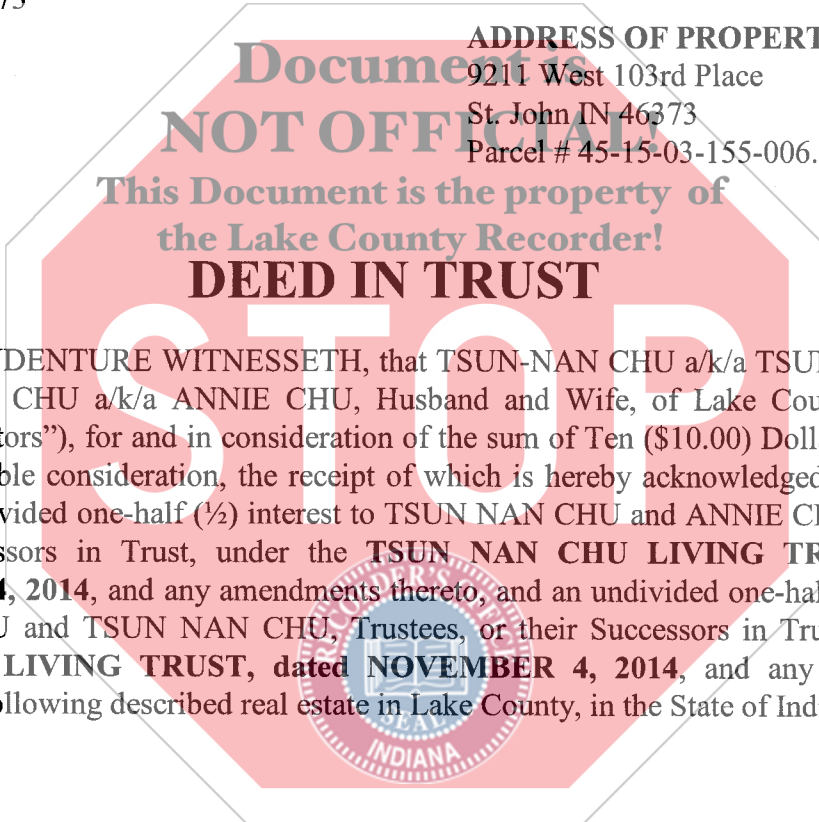 ADDRESS OF PROPERT
9211 West 103rd Place
St. John IN 46373
Parcel # 45-15-03-155-006.
Document is
NOT OFFICIAL!
This Document is the property of
the Lake County Recorder!
DEED IN TRUST
STOP
DENTURE WITNESSETH, that TSUN-NAN CHU a/k/a TSU
CHU a/k/a ANNIE CHU, Husband and Wife, of Lake Cou
tors”), for and in consideration of the sum of Ten ($10.00) Doll
ble consideration, the receipt of which is hereby acknowledged
vided one-half (½) interest to TSUN NAN CHU and ANNIE C
ssors in Trust, under the TSUN NAN CHU LIVING TR
4, 2014, and any amendments thereto, and an undivided one-hal
U and TSUN NAN CHU, Trustees, or their Successors in Tru
LIVING TRUST, dated NOVEMBER 4, 2014, and any
ollowing described real estate in Lake County, in the State of Ind
RECORDER'S OFFICE
SEAL
INDIANA